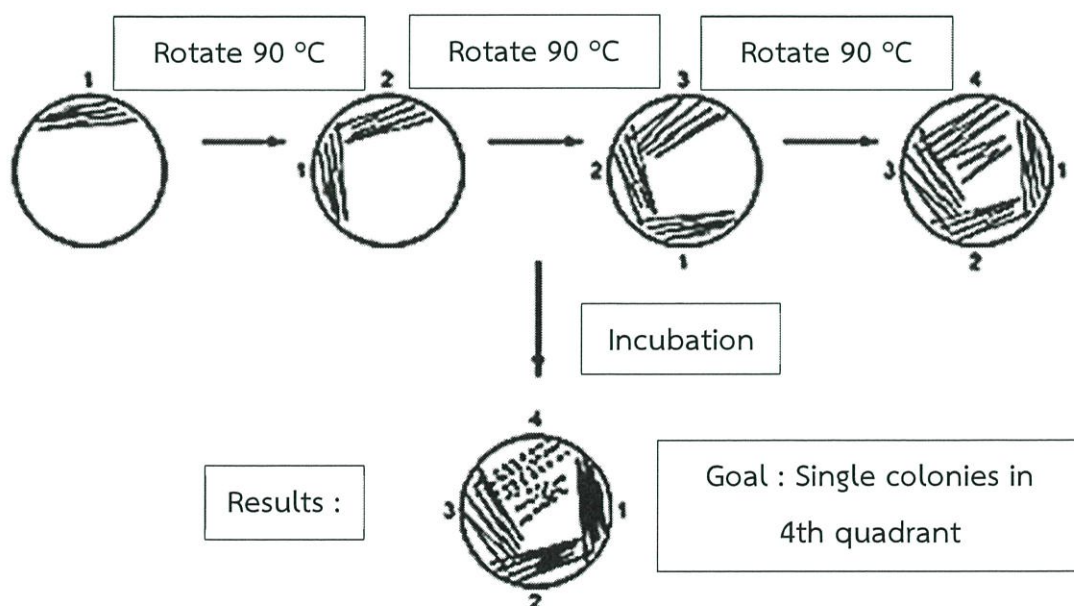 Rotate 90 °C
Rotate 90 °C
Rotate 90 °C
1
2
3
4
1
2
1
3
1
2
Incubation
4
Results :
3
1
2
Goal : Single colonies in
4th quadrant